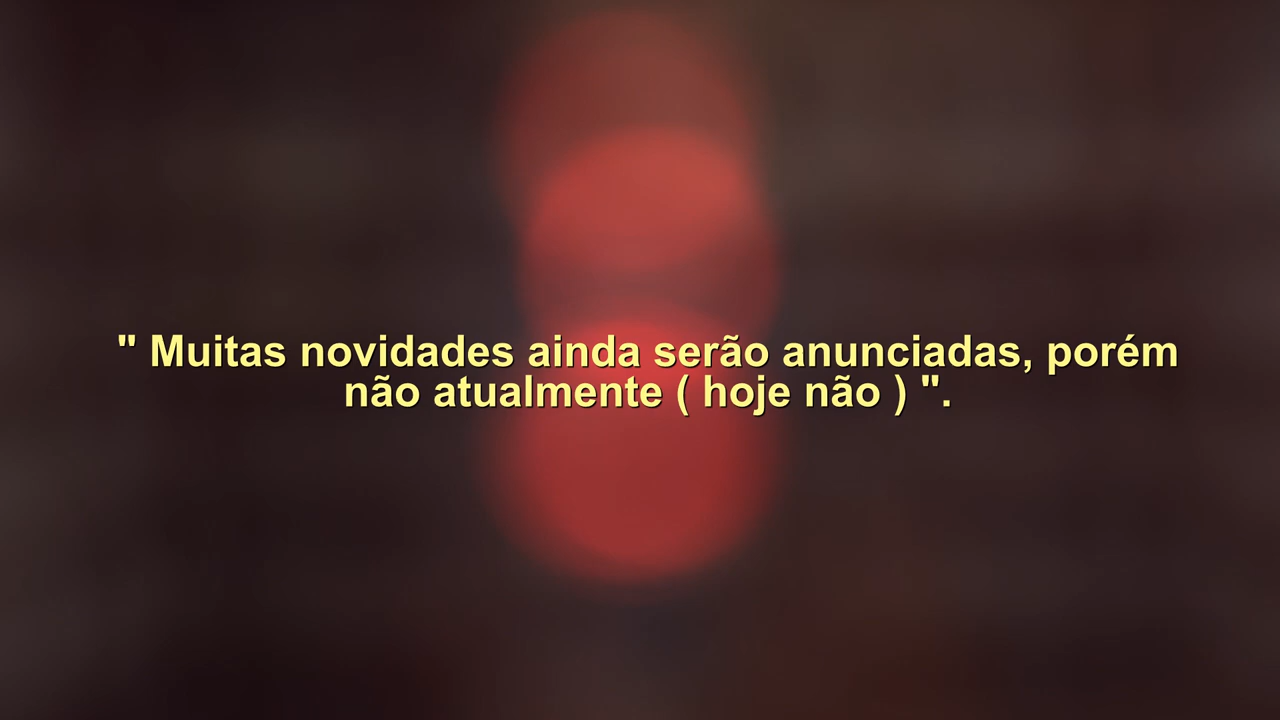 " Muitas novidades ainda serão anunciadas, porém
não atualmente ( hoje não ) ".